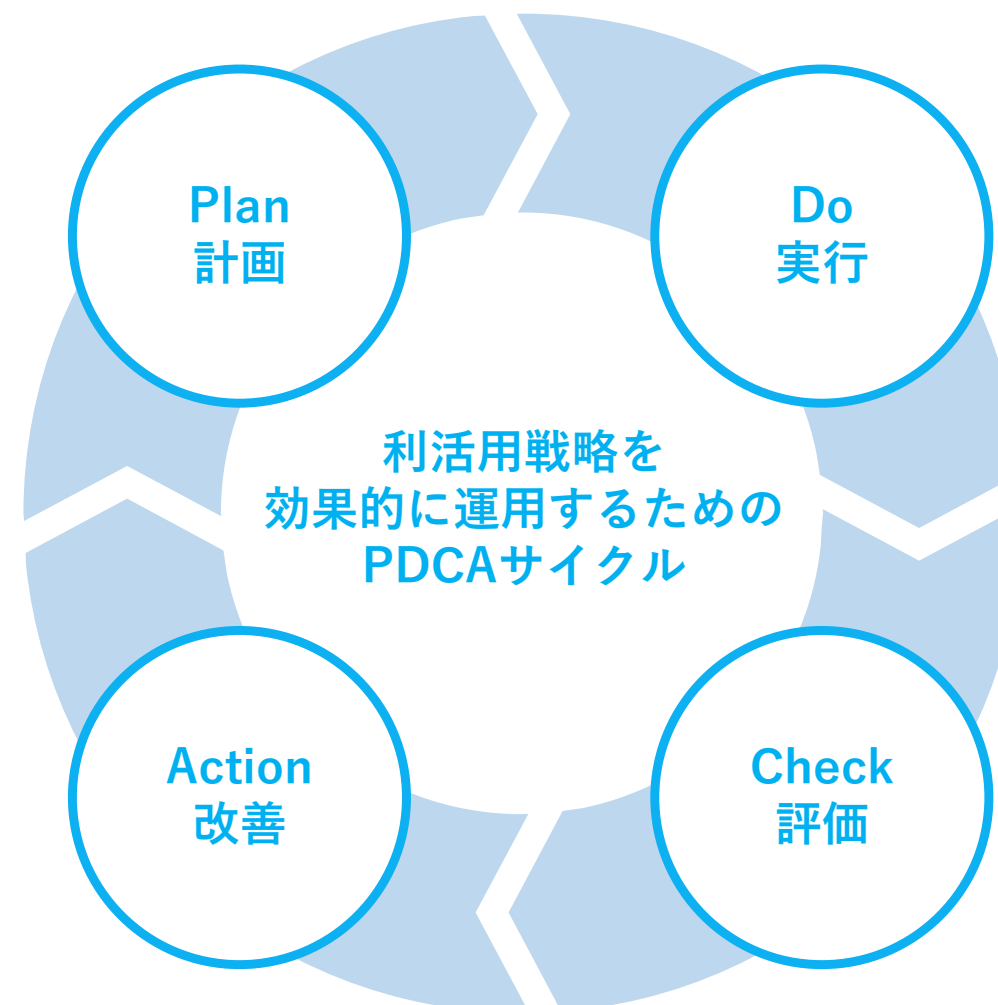 Plan
計画
Do
実行
利活用戦略を
効果的に運用するための
PDCAサイクル
Action
改善
Check
評価